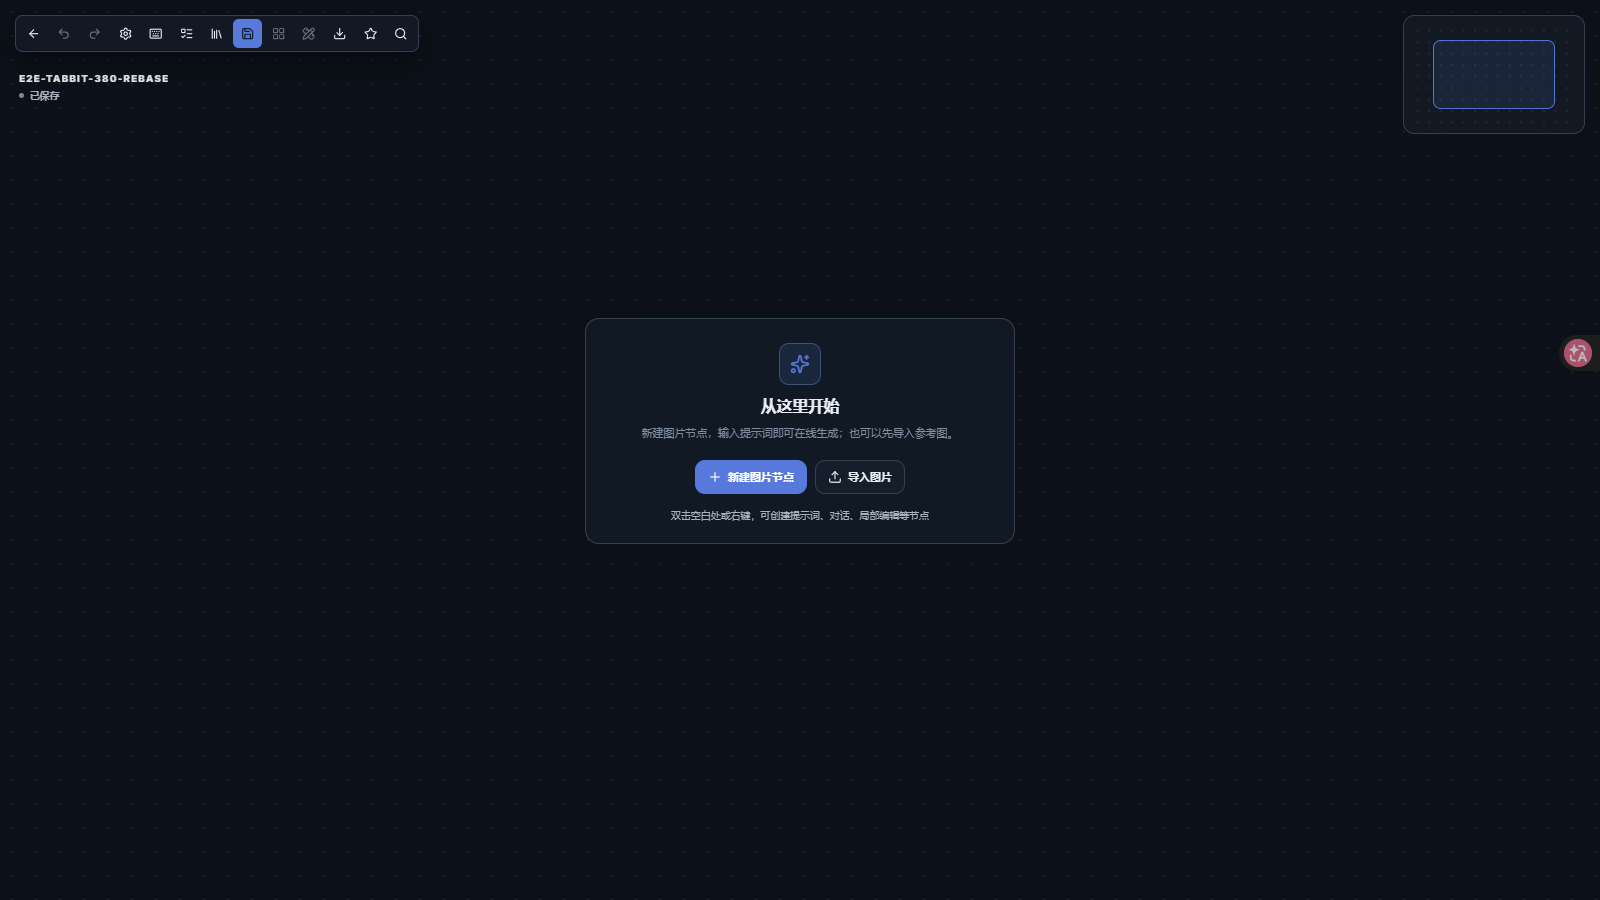 E2E-TABBIT-380-REBASE
已保存
从这里开始
新建图片节点，输入提示词即可在线生成；也可以先导入参考图。
新建图片节点
导入图片
双击空白处或右键，可创建提示词、对话、局部编辑等节点